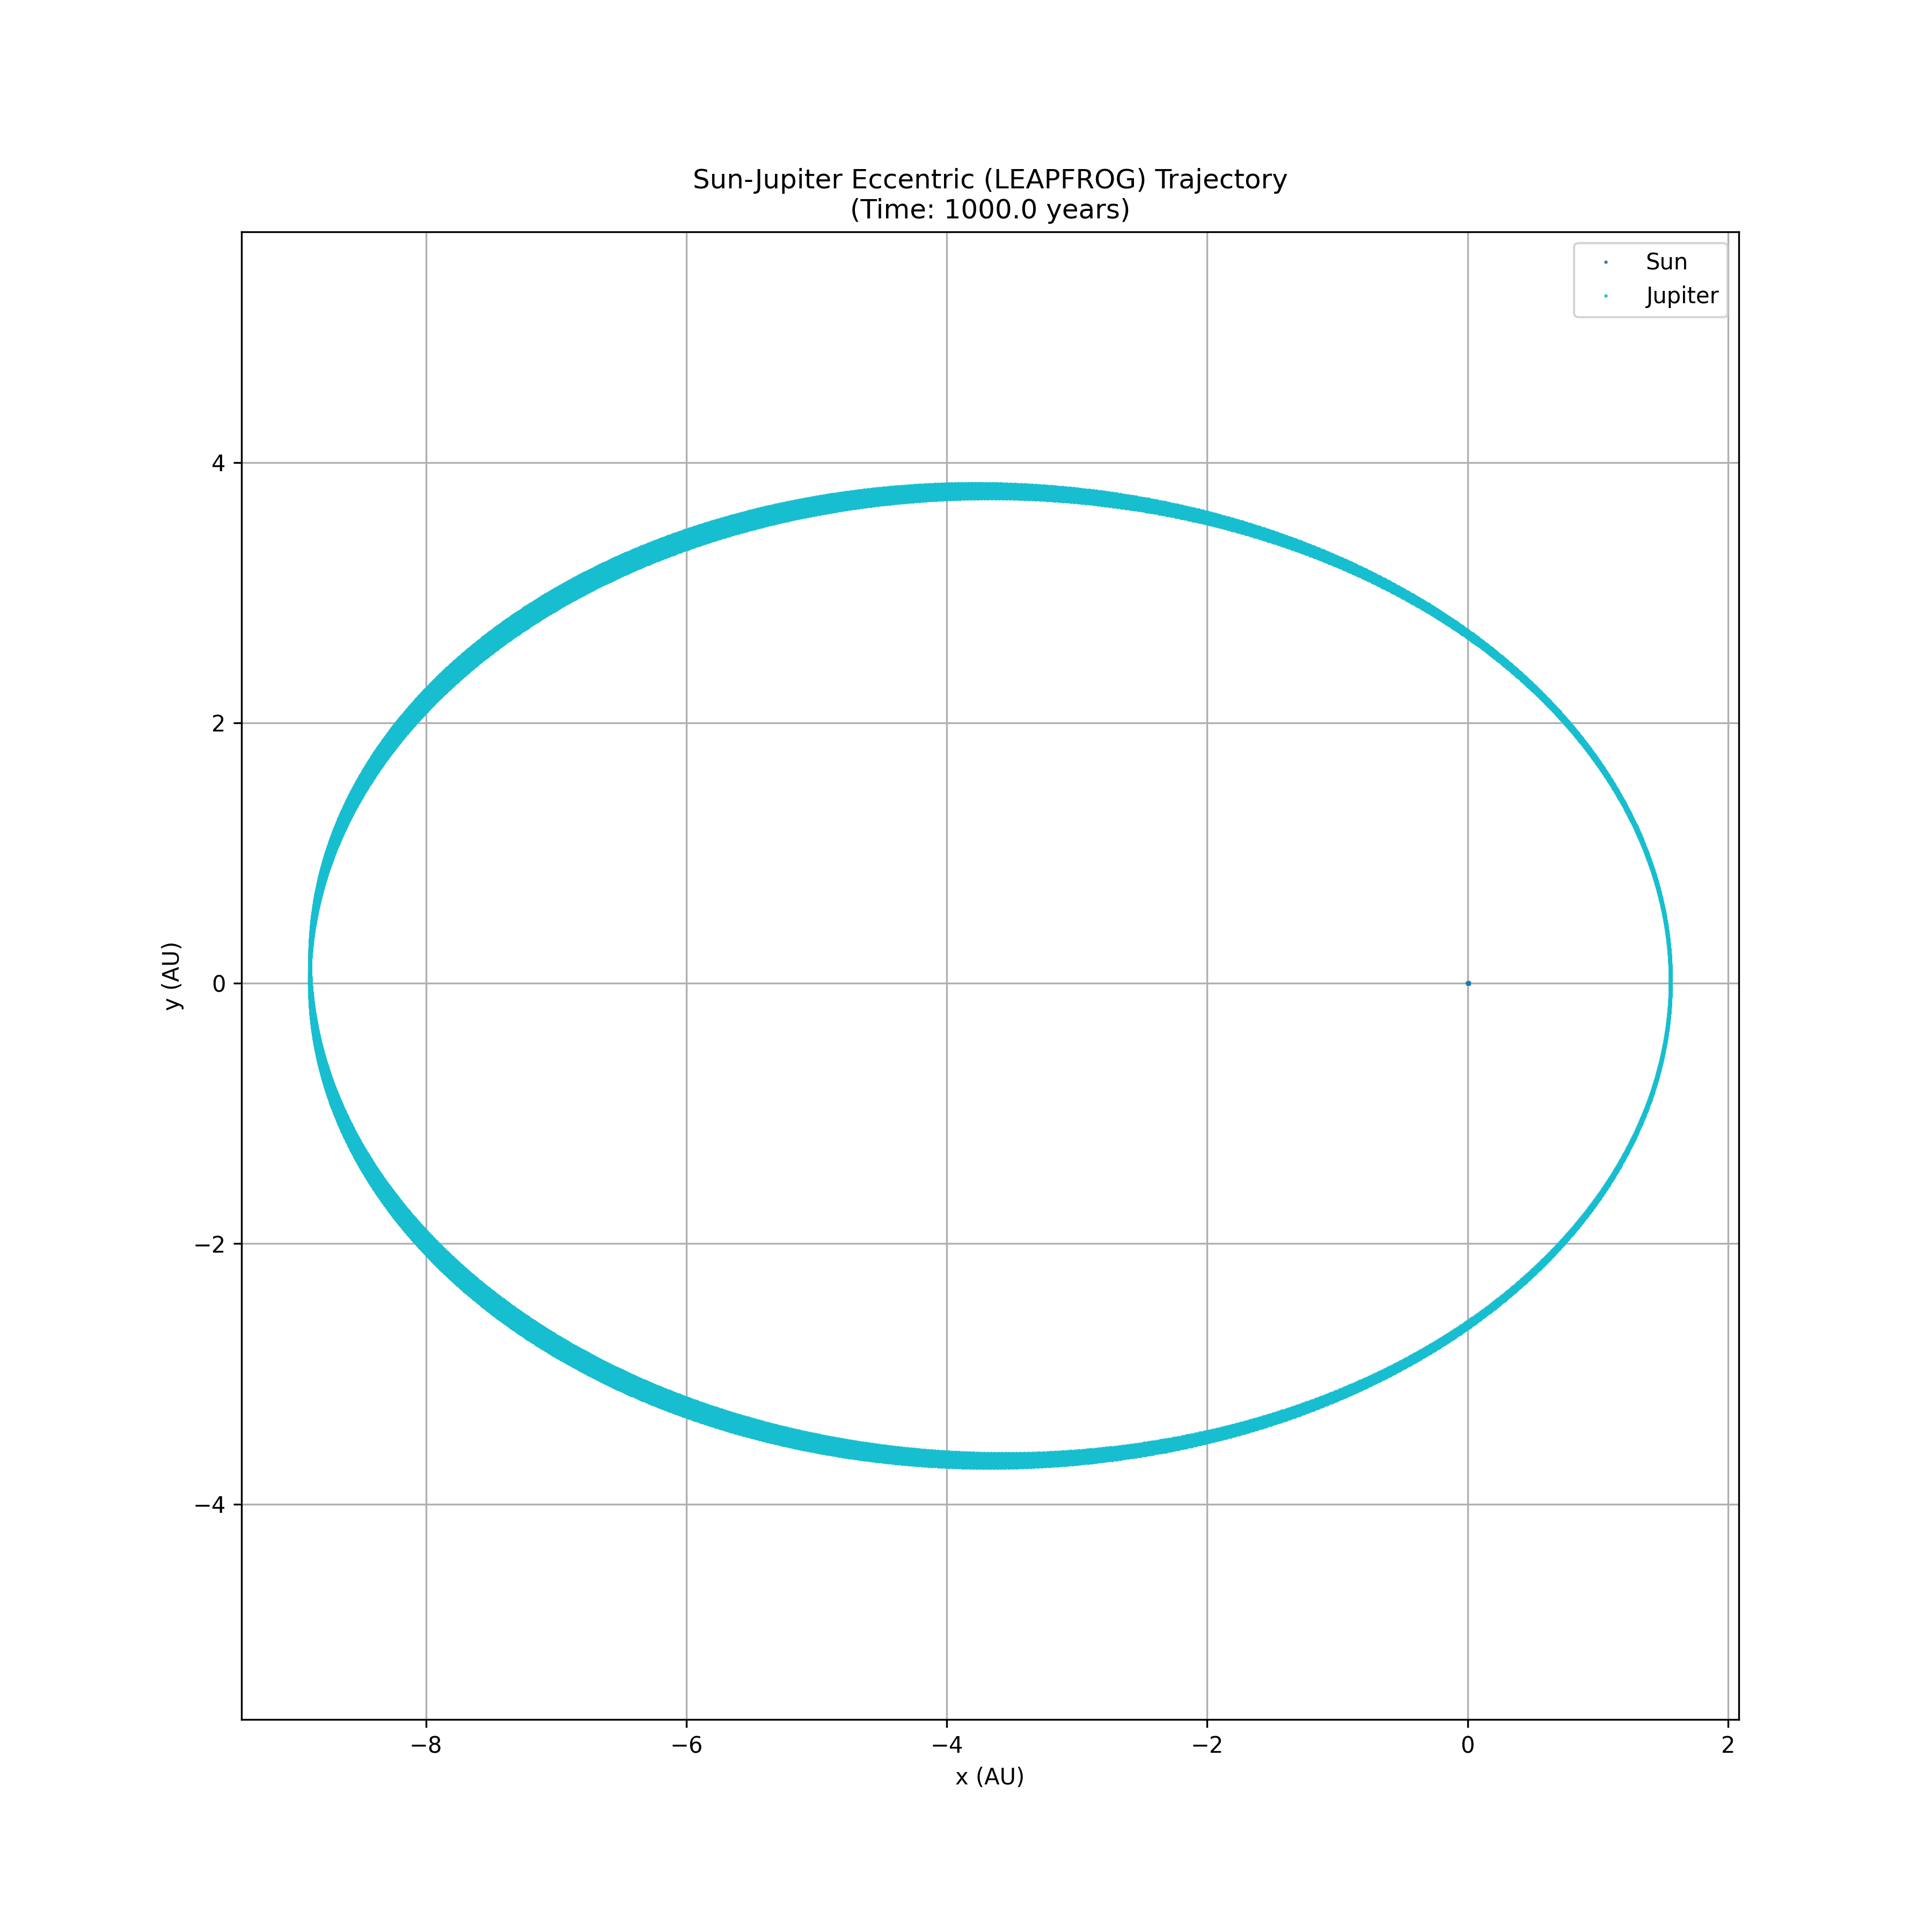 Sun-Jupiter Eccentric (LEAPFROG) Trajectory
(Time: 1000.0 years)
Sun
Jupiter
4
2
0
−2
−4
y (AU)
−8
−6
−4
−2
0
2
x (AU)